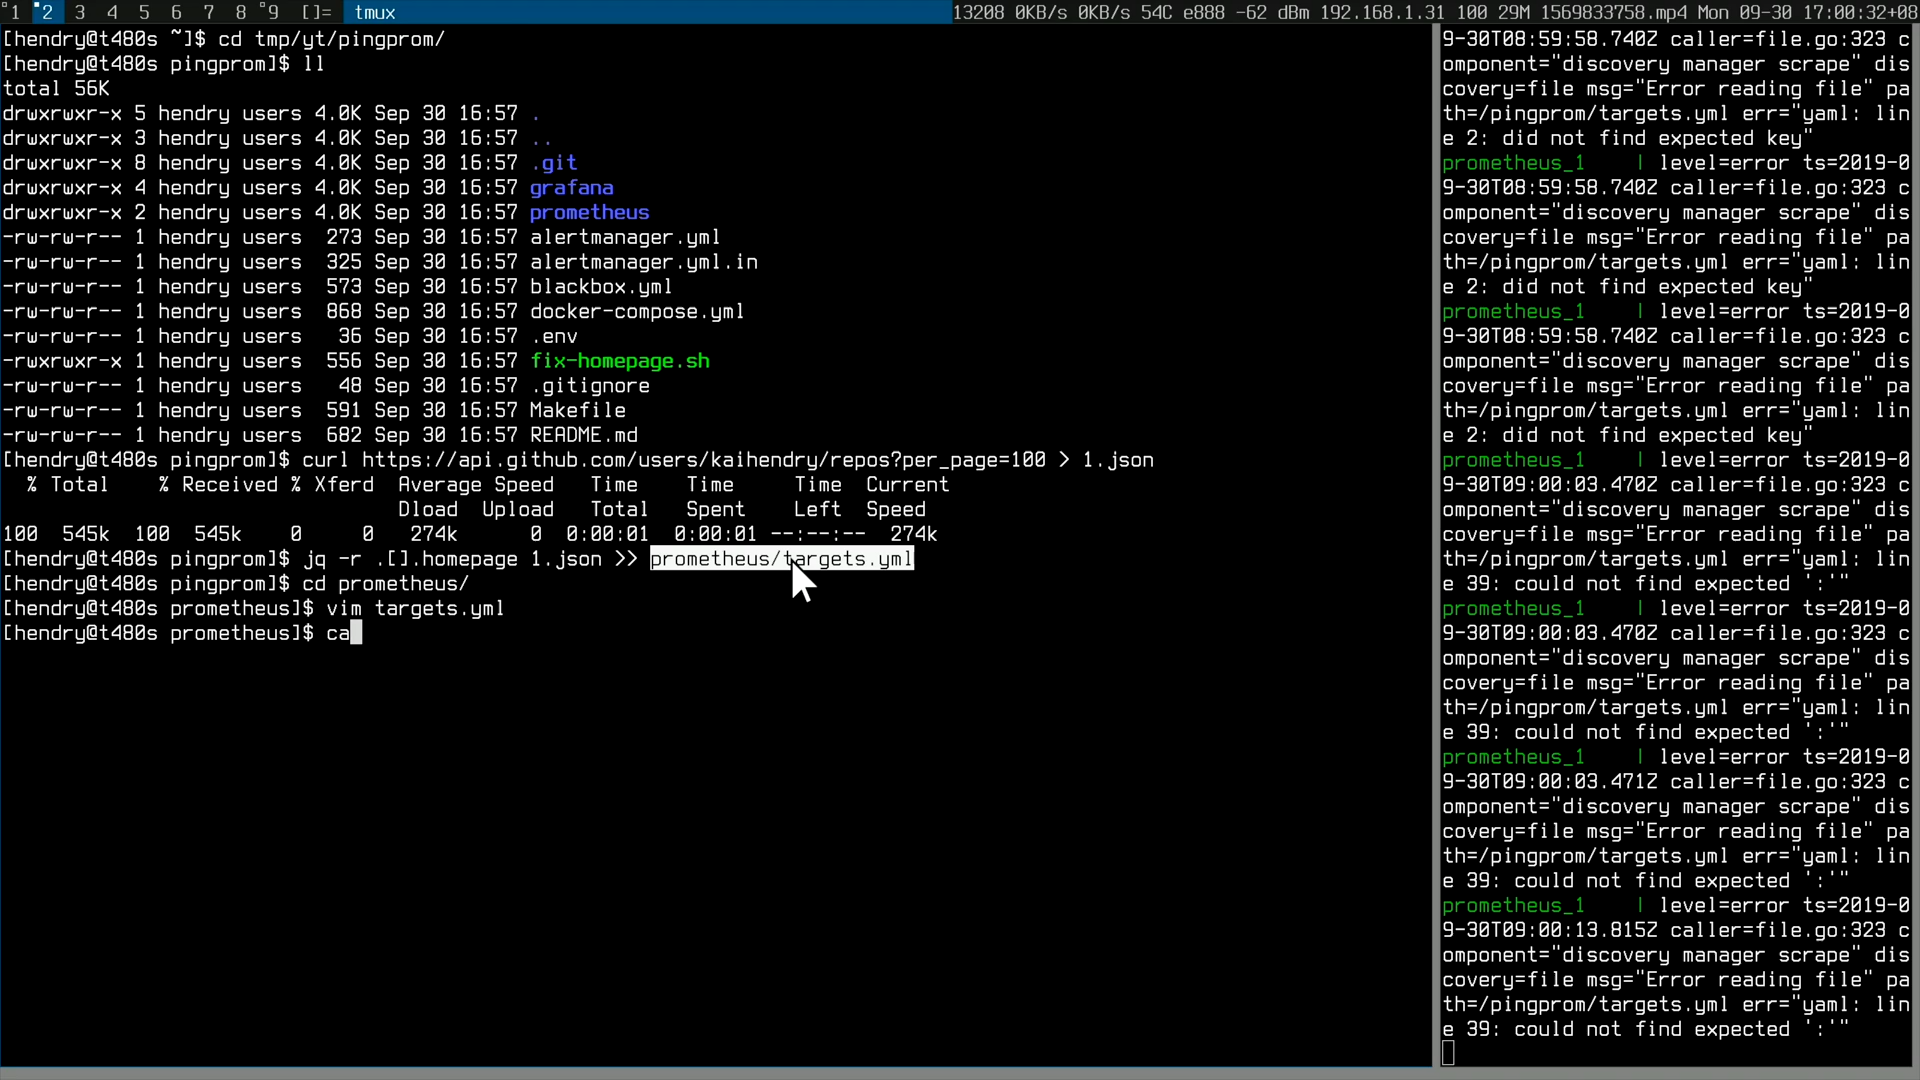 1 2 3 4 5 6 7 8 9 []= tmux 13208 0KB/s 0KB/s 54C e888 -62 dBm 192.168.1.31 100 29M 1569833758.mp4 Mon 09-30 17:00:32+08
[hendry@t480s ~]$ cd tmp/yt/pingprom/
[hendry@t480s pingprom]$ ll
total 56K
drwxrwxr-x 5 hendry users 4.0K Sep 30 16:57 .
drwxrwxr-x 3 hendry users 4.0K Sep 30 16:57 ..
drwxrwxr-x 8 hendry users 4.0K Sep 30 16:57 .git
drwxrwxr-x 4 hendry users 4.0K Sep 30 16:57 grafana
drwxrwxr-x 2 hendry users 4.0K Sep 30 16:57 prometheus
-rw-rw-r-- 1 hendry users  273 Sep 30 16:57 alertmanager.yml
-rw-rw-r-- 1 hendry users  325 Sep 30 16:57 alertmanager.yml.in
-rw-rw-r-- 1 hendry users  573 Sep 30 16:57 blackbox.yml
-rw-rw-r-- 1 hendry users  868 Sep 30 16:57 docker-compose.yml
-rw-rw-r-- 1 hendry users   36 Sep 30 16:57 .env
-rwxrwxr-x 1 hendry users  556 Sep 30 16:57 fix-homepage.sh
-rw-rw-r-- 1 hendry users   48 Sep 30 16:57 .gitignore
-rw-rw-r-- 1 hendry users  591 Sep 30 16:57 Makefile
-rw-rw-r-- 1 hendry users  682 Sep 30 16:57 README.md
[hendry@t480s pingprom]$ curl https://api.github.com/users/kaihendry/repos?per_page=100 > 1.json
  % Total    % Received % Xferd  Average Speed   Time    Time     Time  Current
                                 Dload  Upload   Total   Spent    Left  Speed
100  545k  100  545k    0     0   274k      0  0:00:01  0:00:01 --:--:--  274k
[hendry@t480s pingprom]$ jq -r .[].homepage 1.json >> prometheus/targets.yml
[hendry@t480s pingprom]$ cd prometheus/
[hendry@t480s prometheus]$ vim targets.yml
[hendry@t480s prometheus]$ ca
9-30T08:59:58.740Z caller=file.go:323 c
omponent="discovery manager scrape" dis
covery=file msg="Error reading file" pa
th=/pingprom/targets.yml err="yaml: lin
e 2: did not find expected key"
prometheus_1    | level=error ts=2019-0
9-30T08:59:58.740Z caller=file.go:323 c
omponent="discovery manager scrape" dis
covery=file msg="Error reading file" pa
th=/pingprom/targets.yml err="yaml: lin
e 2: did not find expected key"
prometheus_1    | level=error ts=2019-0
9-30T08:59:58.740Z caller=file.go:323 c
omponent="discovery manager scrape" dis
covery=file msg="Error reading file" pa
th=/pingprom/targets.yml err="yaml: lin
e 2: did not find expected key"
prometheus_1    | level=error ts=2019-0
9-30T09:00:03.470Z caller=file.go:323 c
omponent="discovery manager scrape" dis
covery=file msg="Error reading file" pa
th=/pingprom/targets.yml err="yaml: lin
e 39: could not find expected ':'"
prometheus_1    | level=error ts=2019-0
9-30T09:00:03.470Z caller=file.go:323 c
omponent="discovery manager scrape" dis
covery=file msg="Error reading file" pa
th=/pingprom/targets.yml err="yaml: lin
e 39: could not find expected ':'"
prometheus_1    | level=error ts=2019-0
9-30T09:00:03.471Z caller=file.go:323 c
omponent="discovery manager scrape" dis
covery=file msg="Error reading file" pa
th=/pingprom/targets.yml err="yaml: lin
e 39: could not find expected ':'"
prometheus_1    | level=error ts=2019-0
9-30T09:00:13.815Z caller=file.go:323 c
omponent="discovery manager scrape" dis
covery=file msg="Error reading file" pa
th=/pingprom/targets.yml err="yaml: lin
e 39: could not find expected ':'"